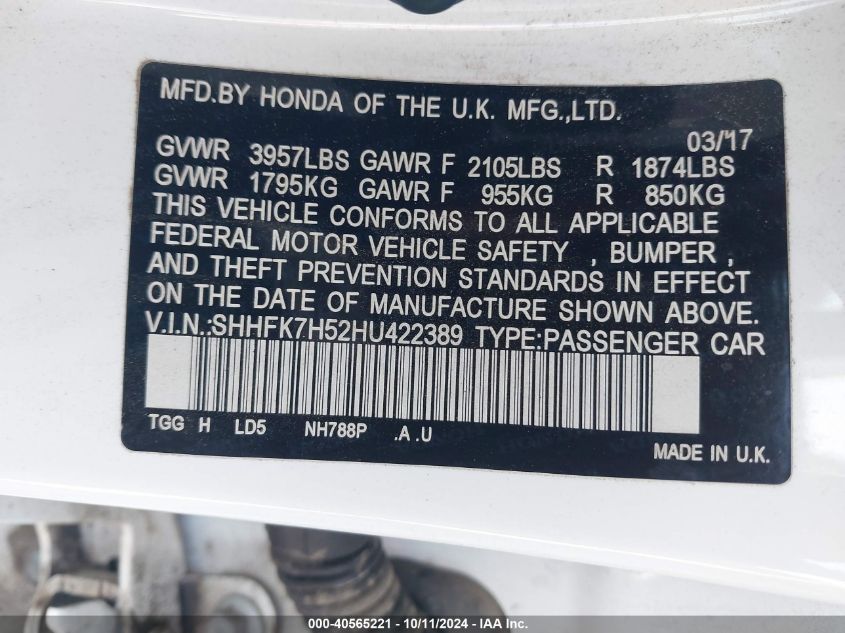 MFD.BY HONDA OF THE U.K. MFG.,LTD.
03/17
GVWR 3957LBS GAWR F 2105LBS R 1874LBS
GVWR 1795KG GAWR F 955KG R 850KG
THIS VEHICLE CONFORMS TO ALL APPLICABLE
FEDERAL MOTOR VEHICLE SAFETY , BUMPER ,
AND THEFT PREVENTION STANDARDS IN EFFECT
ON THE DATE OF MANUFACTURE SHOWN ABOVE.
V.I.N.:SHHFK7H52HU422389 TYPE:PASSENGER CAR
TGG H LD5 NH788P .A .U
MADE IN U.K.
000-40565221 - 10/11/2024 - IAA Inc.